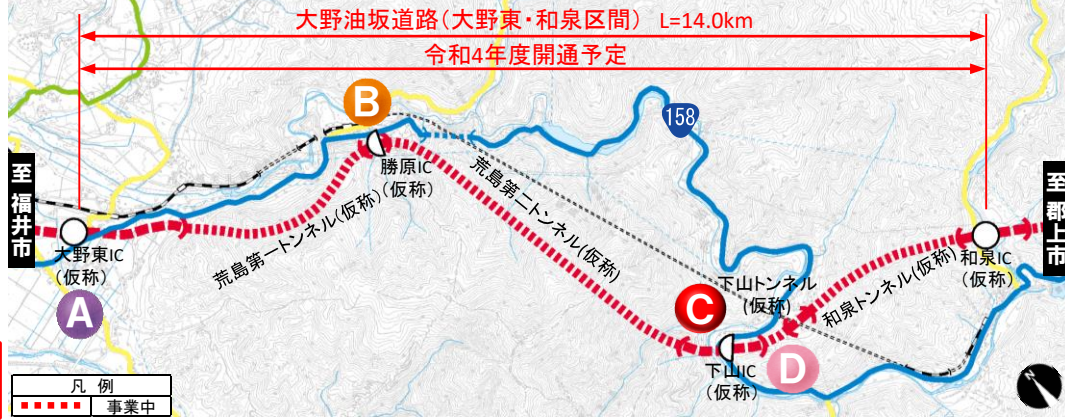 大野油坂道路(大野東・和泉区間) L=14.0km
令和4年度開通予定
B
158
至 福井市
勝原IC
(仮称)
荒島第一トンネル(仮称)
荒島第二トンネル(仮称)
至 郡上市
大野東IC
(仮称)
A
下山トンネル
(仮称)
和泉トンネル(仮称)
和泉IC
(仮称)
C
D
下山IC
(仮称)
凡 例
事業中
N